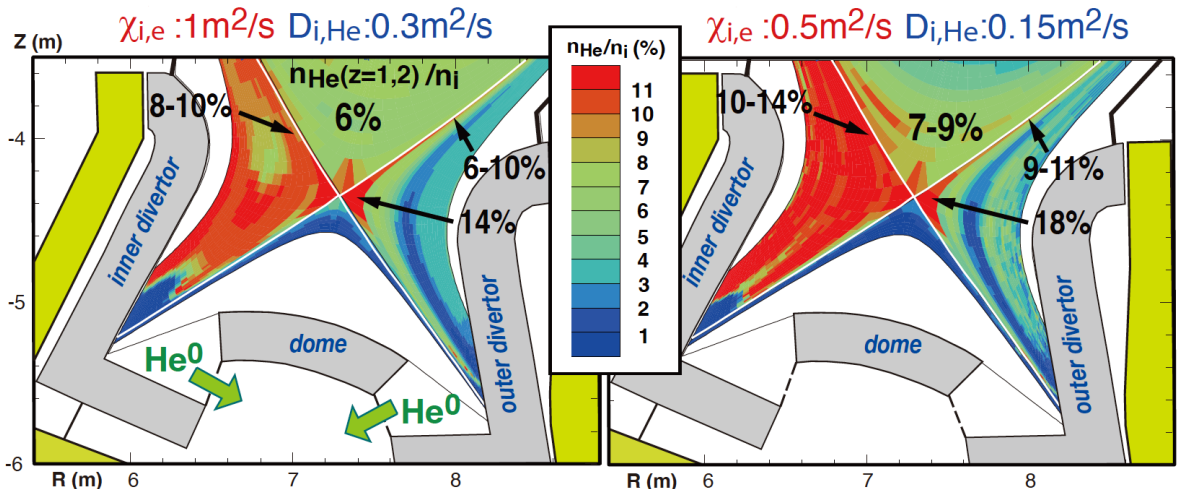 χi,e :1m²/s Di,He:0.3m²/s
χi,e :0.5m²/s Di,He:0.15m²/s
Z (m)
-4
-5
-6
nHe(z=1,2) /ni
8-10%
6%
6-10%
14%
inner divertor
outer divertor
dome
He⁰
He⁰
R (m)
6
7
8
nHe/ni (%)
11
10
9
8
7
6
5
4
3
2
1
10-14%
7-9%
9-11%
18%
inner divertor
outer divertor
dome
R (m)
6
7
8